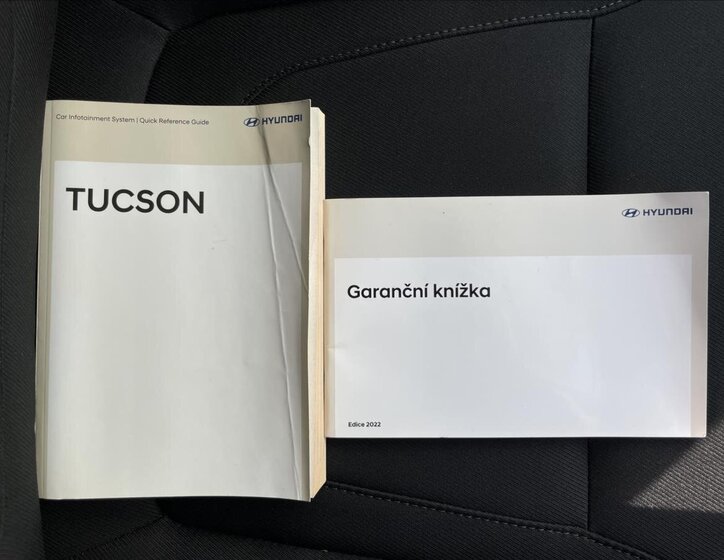 Car Infotainment System | Quick Reference Guide
HYUNDAI
TUCSON
HYUNDAI
Garanční knížka
Edice 2022